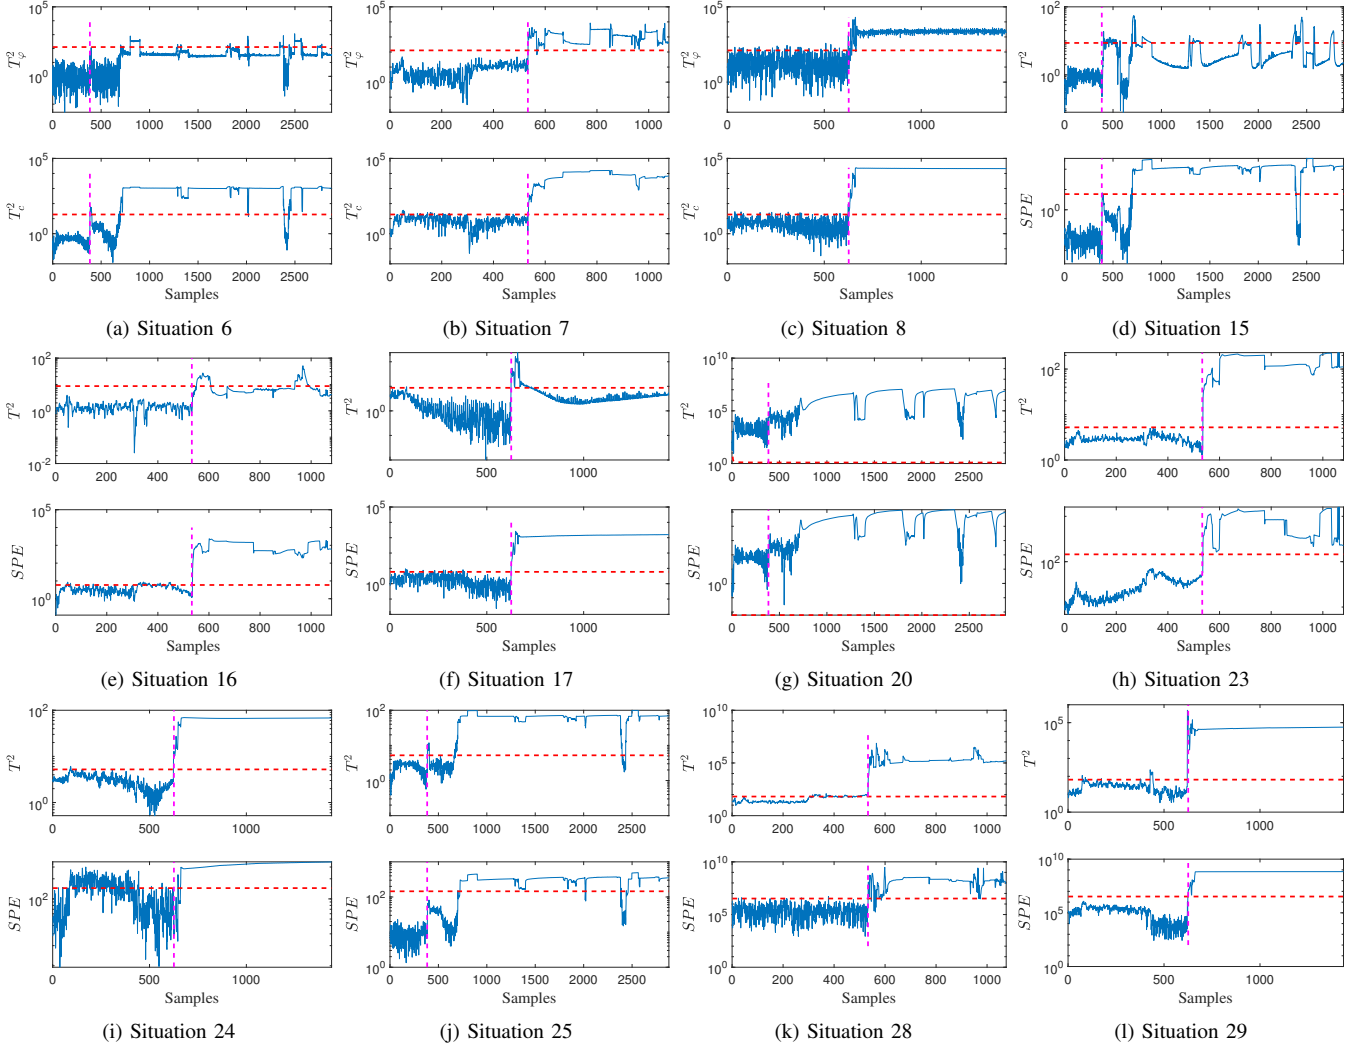 10^5
10^0
T_φ^2
0 500 1000 1500 2000 2500
10^5
10^0
T_c^2
0 500 1000 1500 2000 2500
Samples
(a) Situation 6
10^5
10^0
T_φ^2
0 200 400 600 800 1000
10^5
10^0
T_c^2
0 200 400 600 800 1000
Samples
(b) Situation 7
10^5
10^0
T_φ^2
0 500 1000
10^5
10^0
T_c^2
0 500 1000
Samples
(c) Situation 8
10^0
T^2
0 500 1000 1500 2000 2500
10^0
SPE
0 500 1000 1500 2000 2500
Samples
(d) Situation 15
10^2
10^0
10^-2
T^2
0 200 400 600 800 1000
10^5
10^0
SPE
0 200 400 600 800 1000
Samples
(e) Situation 16
10^0
T^2
500 1000
10^0
SPE
0 500 1000
Samples
(f) Situation 17
10^10
10^5
10^0
T^2
0 500 1000 1500 2000 2500
10^5
10^0
SPE
0 500 1000 1500 2000 2500
Samples
(g) Situation 20
10^2
10^0
T^2
0 200 400 600 800 1000
10^2
SPE
0 200 400 600 800 1000
Samples
(h) Situation 23
10^2
10^0
T^2
0 500 1000
10^2
SPE
0 500 1000
Samples
(i) Situation 24
10^2
10^0
T^2
0 500 1000 1500 2000 2500
10^2
10^0
SPE
0 500 1000 1500 2000 2500
Samples
(j) Situation 25
10^10
10^5
10^0
T^2
0 200 400 600 800 1000
10^10
10^5
10^0
SPE
0 200 400 600 800 1000
Samples
(k) Situation 28
10^5
10^0
T^2
0 500 1000
10^10
10^5
10^0
SPE
0 500 1000
Samples
(l) Situation 29